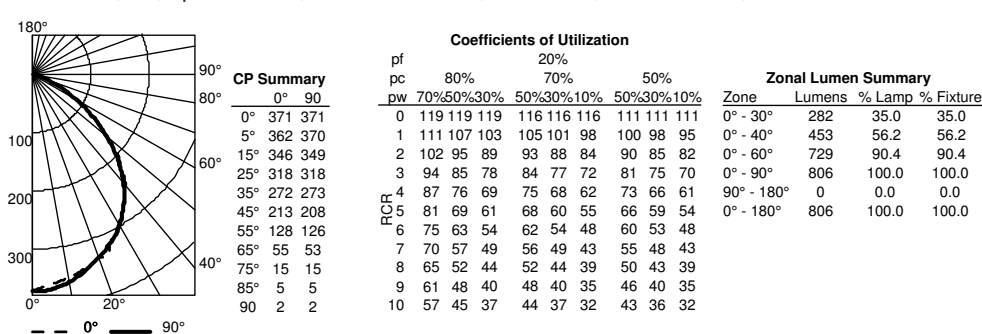 180°
90°
80°
60°
40°
20°
0°
100
200
300
0° 90°
CP Summary
0° 90
0° 371 371
5° 362 370
15° 346 349
25° 318 318
35° 272 273
45° 213 208
55° 128 126
65° 55 53
75° 15 15
85° 5 5
90 2 2
Coefficients of Utilization
pf 20%
pc 80% 70% 50%
pw 70%50%30% 50%30%10% 50%30%10%
RCR
0 119 119 119 116 116 116 111 111 111
1 111 107 103 105 101 98 100 98 95
2 102 95 89 93 88 84 90 85 82
3 94 85 78 84 77 72 81 75 70
4 87 76 69 75 68 62 73 66 61
5 81 69 61 68 60 55 66 59 54
6 75 63 54 62 54 48 60 53 48
7 70 57 49 56 49 43 55 48 43
8 65 52 44 52 44 39 50 43 39
9 61 48 40 48 40 35 46 40 35
10 57 45 37 44 37 32 43 36 32
Zonal Lumen Summary
Zone Lumens % Lamp % Fixture
0° - 30° 282 35.0 35.0
0° - 40° 453 56.2 56.2
0° - 60° 729 90.4 90.4
0° - 90° 806 100.0 100.0
90° - 180° 0 0.0 0.0
0° - 180° 806 100.0 100.0